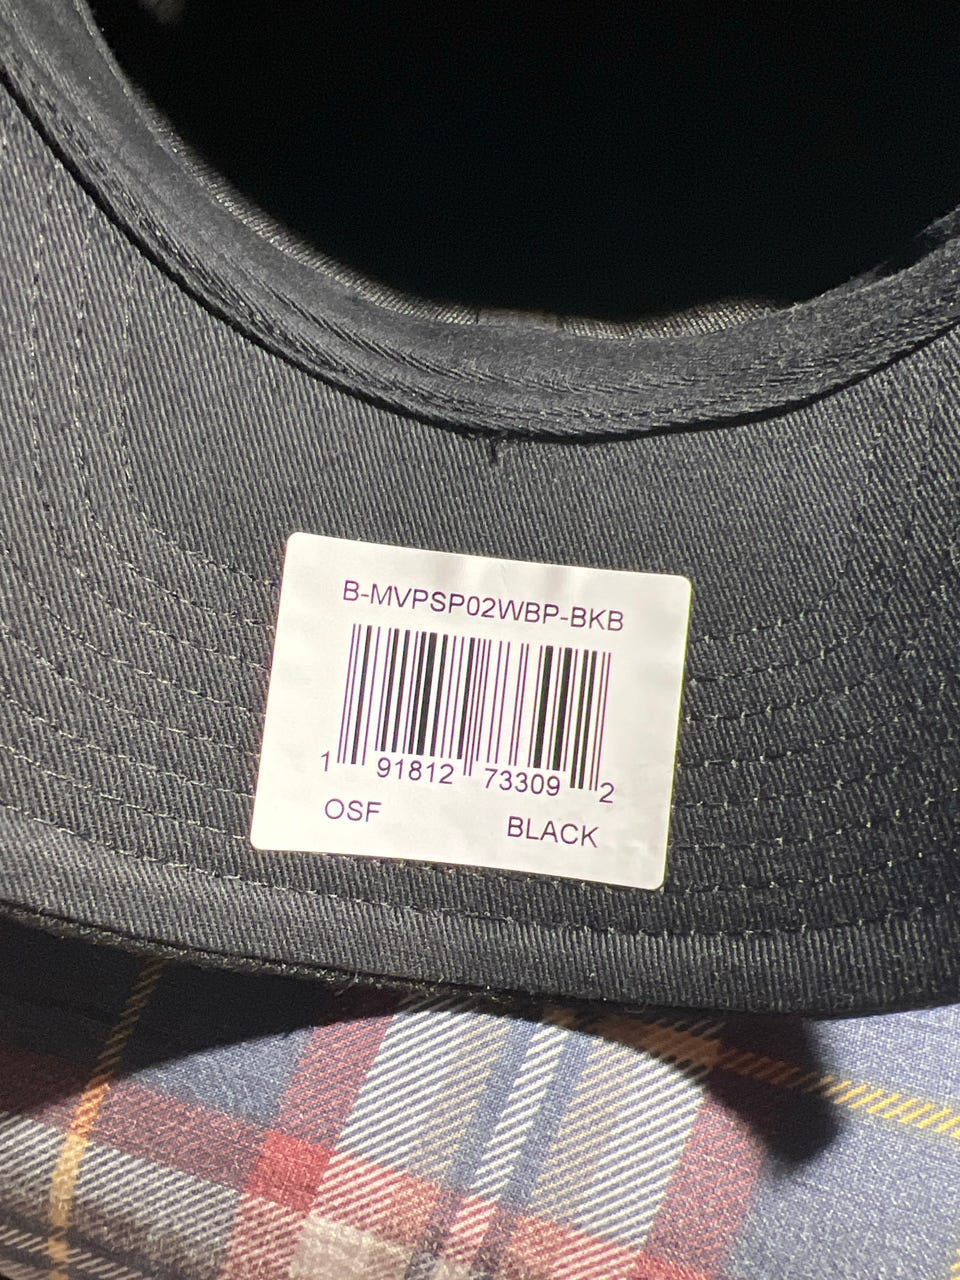 B-MVPSP02WBP-BKB
1 91812 73309 2
OSF BLACK